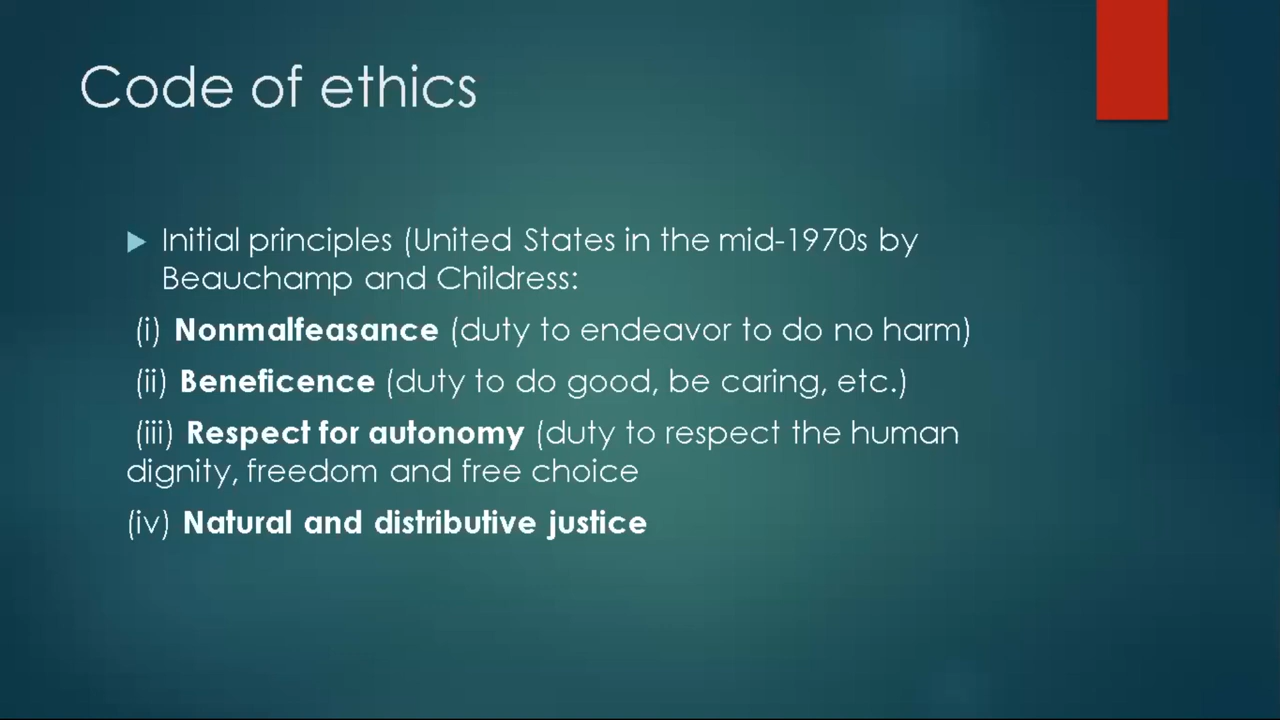 Code of ethics
Initial principles (United States in the mid-1970s by
Beauchamp and Childress:
(i) Nonmalfeasance (duty to endeavor to do no harm)
(ii) Beneficence (duty to do good, be caring, etc.)
(iii) Respect for autonomy (duty to respect the human
dignity, freedom and free choice
(iv) Natural and distributive justice